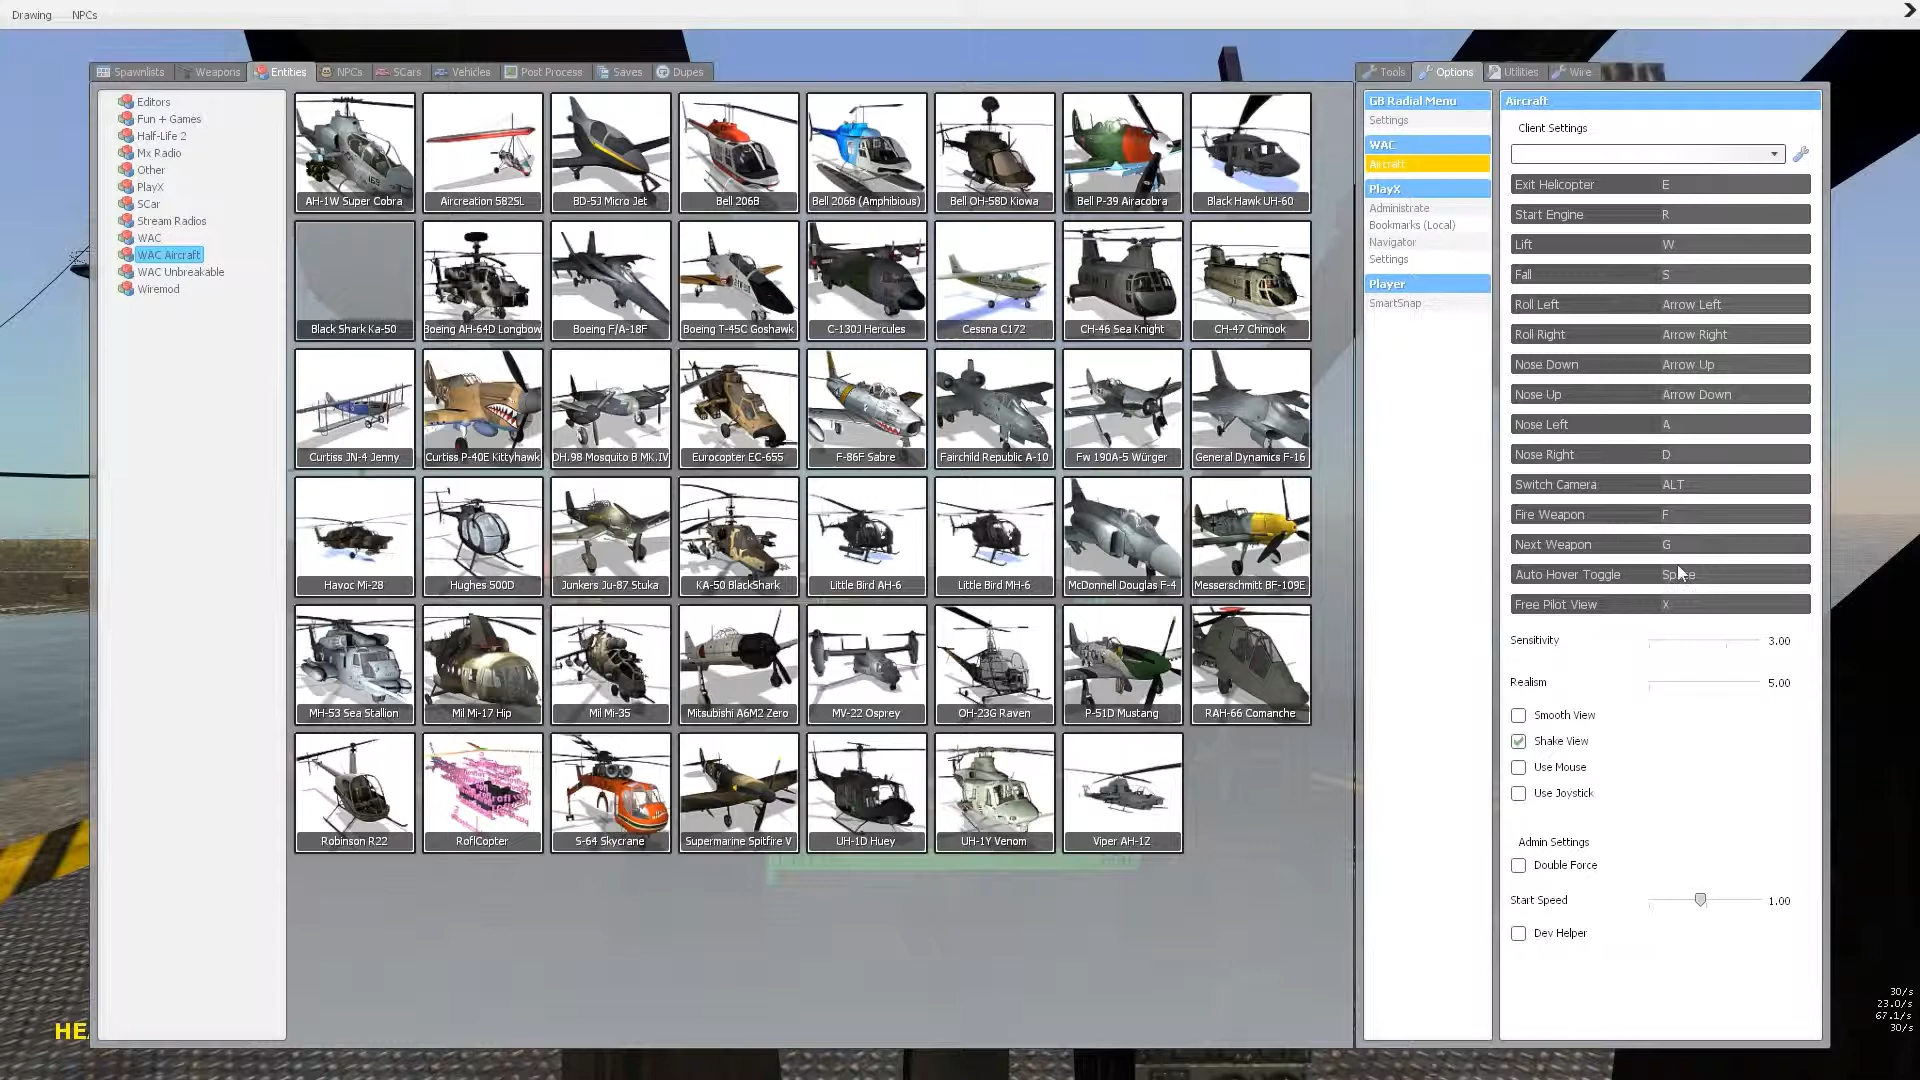 Drawing NPCs
Spawnlists Weapons Entities NPCs SCars Vehicles Post Process Saves Dupes
Tools Options Utilities Wire
Editors
Fun + Games
Half-Life 2
Mx Radio
Other
PlayX
SCar
Stream Radios
WAC
WAC Aircraft
WAC Unbreakable
Wiremod
AH-1W Super Cobra Aircreation 582SL BD-5J Micro Jet Bell 206B Bell 206B (Amphibious) Bell OH-58D Kiowa Bell P-39 Airacobra Black Hawk UH-60
Black Shark Ka-50 Boeing AH-64D Longbow Boeing F/A-18F Boeing T-45C Goshawk C-130J Hercules Cessna C172 CH-46 Sea Knight CH-47 Chinook
Curtiss JN-4 Jenny Curtiss P-40E Kittyhawk DH.98 Mosquito B MK.IV Eurocopter EC-655 F-86F Sabre Fairchild Republic A-10 Fw 190A-5 Würger General Dynamics F-16
Havoc Mi-28 Hughes 500D Junkers Ju-87 Stuka KA-50 BlackShark Little Bird AH-6 Little Bird MH-6 McDonnell Douglas F-4 Messerschmitt BF-109E
MH-53 Sea Stallion Mil Mi-17 Hip Mil Mi-35 Mitsubishi A6M2 Zero MV-22 Osprey OH-23G Raven P-51D Mustang RAH-66 Comanche
Robinson R22 RoflCopter S-64 Skycrane Supermarine Spitfire V UH-1D Huey UH-1Y Venom Viper AH-1Z
GB Radial Menu
Settings
WAC
Aircraft
PlayX
Administrate
Bookmarks (Local)
Navigator
Settings
Player
SmartSnap
Aircraft
Client Settings
Exit Helicopter E
Start Engine R
Lift W
Fall S
Roll Left Arrow Left
Roll Right Arrow Right
Nose Down Arrow Up
Nose Up Arrow Down
Nose Left A
Nose Right D
Switch Camera ALT
Fire Weapon F
Next Weapon G
Auto Hover Toggle Space
Free Pilot View X
Sensitivity 3.00
Realism 5.00
Smooth View
Shake View
Use Mouse
Use Joystick
Admin Settings
Double Force
Start Speed 1.00
Dev Helper
30/s
23.0/s
67.1/s
30/s